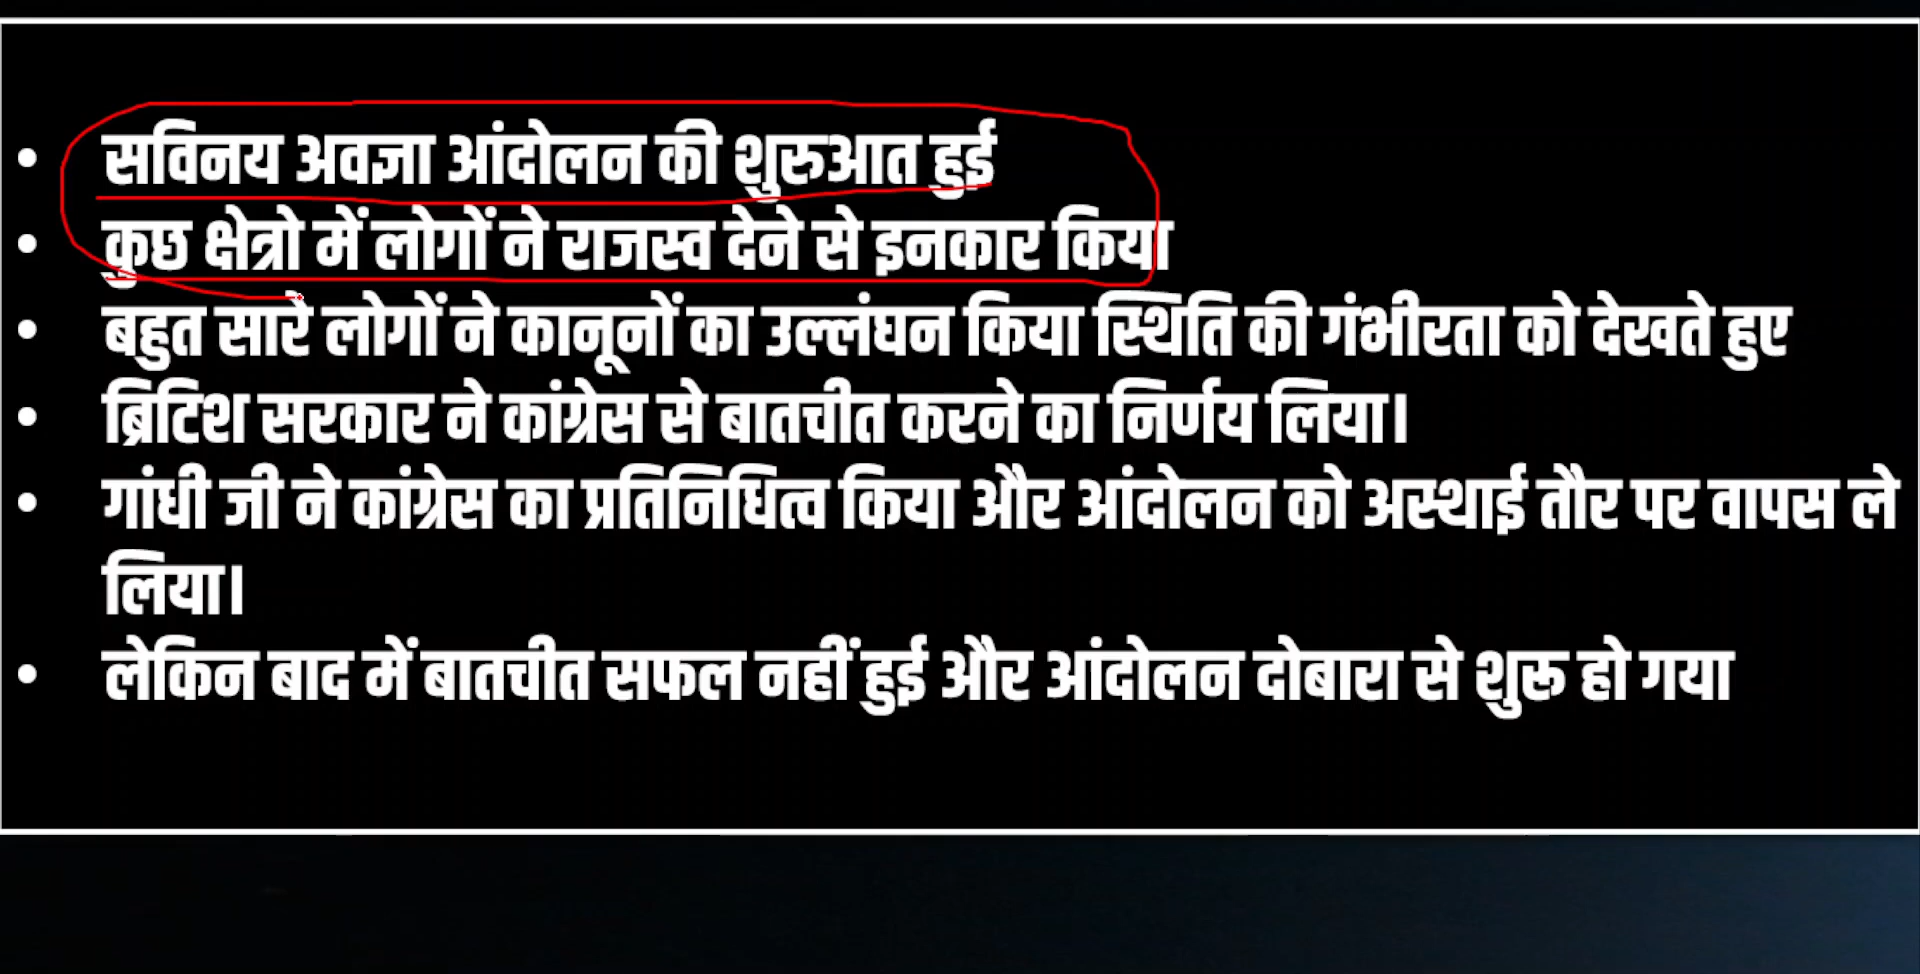 • सविनय अवज्ञा आंदोलन की शुरुआत हुई
• कुछ क्षेत्रो में लोगों ने राजस्व देने से इनकार किया
• बहुत सारे लोगों ने कानूनों का उल्लंघन किया स्थिति की गंभीरता को देखते हुए
• ब्रिटिश सरकार ने कांग्रेस से बातचीत करने का निर्णय लिया।
• गांधी जी ने कांग्रेस का प्रतिनिधित्व किया और आंदोलन को अस्थाई तौर पर वापस ले
लिया।
• लेकिन बाद में बातचीत सफल नहीं हुई और आंदोलन दोबारा से शुरू हो गया